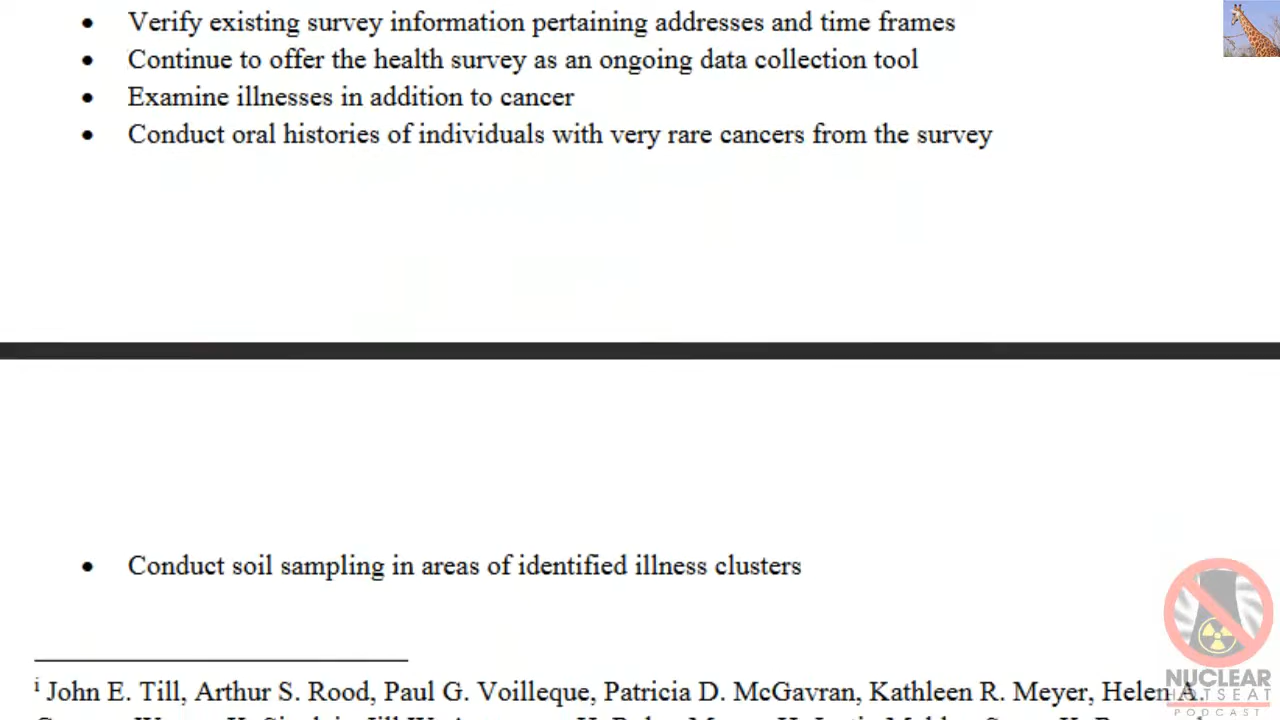 Verify existing survey information pertaining addresses and time frames
Continue to offer the health survey as an ongoing data collection tool
Examine illnesses in addition to cancer
Conduct oral histories of individuals with very rare cancers from the survey
Conduct soil sampling in areas of identified illness clusters
i John E. Till, Arthur S. Rood, Paul G. Voilleque, Patricia D. McGavran, Kathleen R. Meyer, Helen A.
NUCLEAR
HOTSEAT
PODCAST